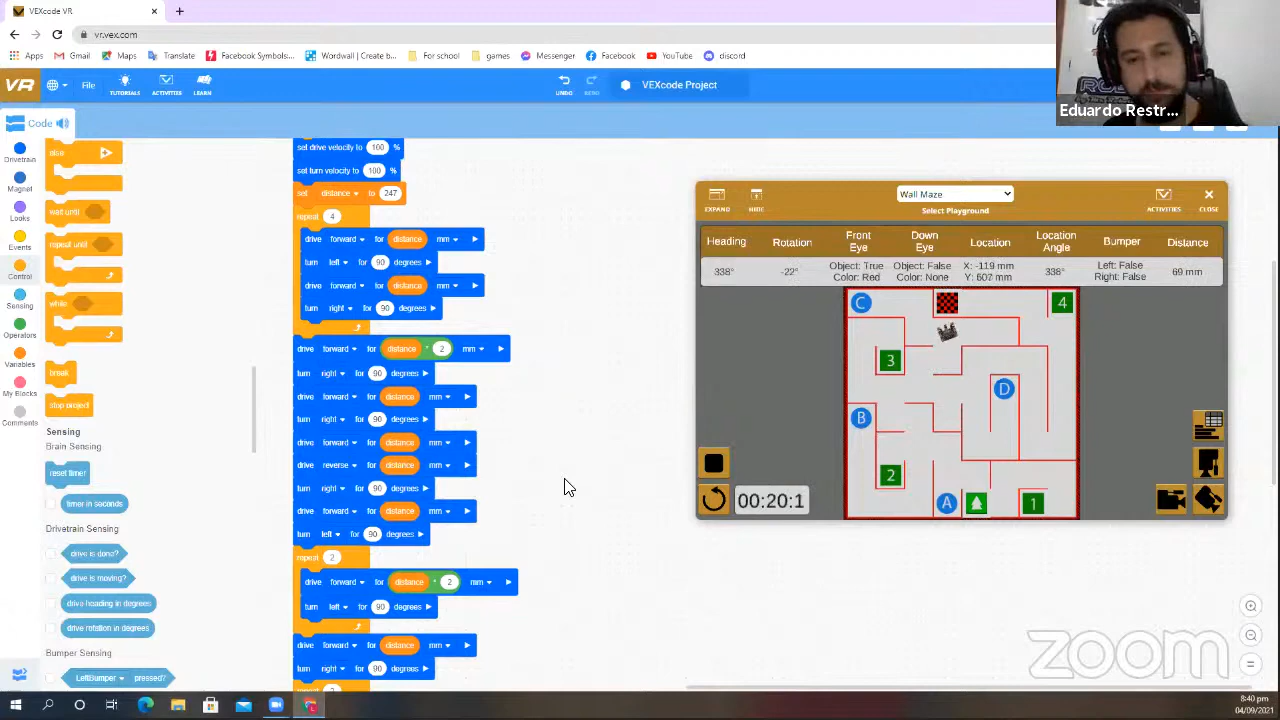 VEXcode VR
vr.vex.com
Apps
Gmail
Maps
Translate
Facebook Symbols...
Wordwall | Create b...
For school
games
Messenger
Facebook
YouTube
discord
Eduardo Restr...
VR
File
TUTORIALS
ACTIVITIES
LEARN
UNDO
REDO
VEXcode Project
Code
Drivetrain
Magnet
Looks
Events
Control
Sensing
Operators
Variables
My Blocks
Comments
else
wait until
repeat until
while
break
stop project
Sensing
Brain Sensing
reset timer
timer in seconds
Drivetrain Sensing
drive is done?
drive is moving?
drive heading in degrees
drive rotation in degrees
Bumper Sensing
LeftBumper pressed?
set drive velocity to 100 %
set turn velocity to 100 %
set distance to 247
repeat 4
drive forward for distance mm
turn left for 90 degrees
drive forward for distance mm
turn right for 90 degrees
drive forward for distance * 2 mm
turn right for 90 degrees
drive forward for distance mm
turn right for 90 degrees
drive forward for distance mm
drive reverse for distance mm
turn right for 90 degrees
drive forward for distance mm
turn left for 90 degrees
repeat 2
drive forward for distance * 2 mm
turn left for 90 degrees
drive forward for distance mm
turn right for 90 degrees
EXPAND
HIDE
Wall Maze
Select Playground
ACTIVITIES
CLOSE
Heading Rotation Front Eye Down Eye Location Location Angle Bumper Distance
338° -22° Object: True Object: False X: -119 mm 338° Left: False 69 mm
Color: Red Color: None Y: 607 mm Right: False
C
4
3
D
B
2
A
1
00:20:1
zoom
8:40 pm
04/09/2021